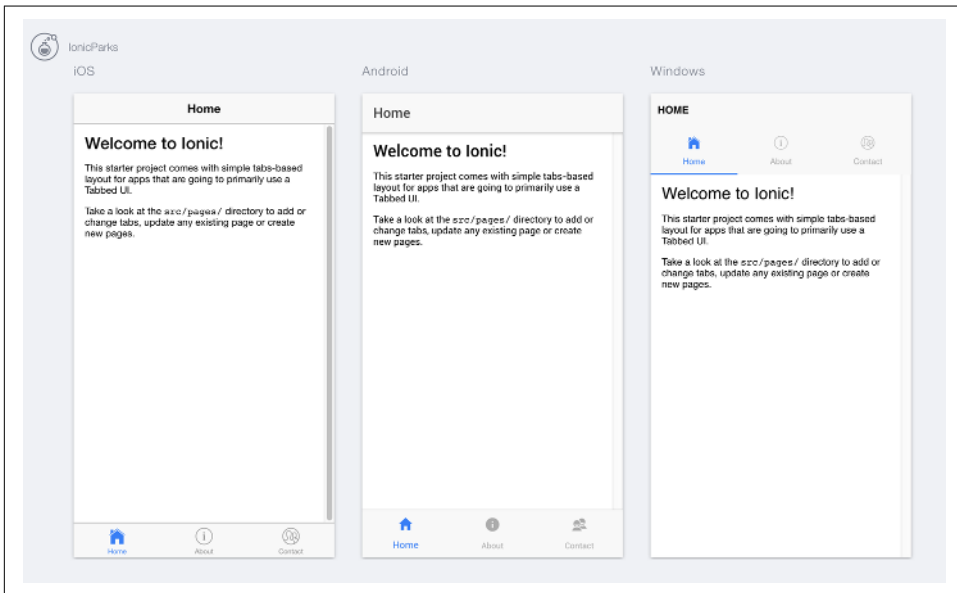 IonicParks
iOS
Home
Welcome to Ionic!
This starter project comes with simple tabs-based
layout for apps that are going to primarily use a
Tabbed UI.
Take a look at the src/pages/ directory to add or
change tabs, update any existing page or create
new pages.
Home About Contact
Android
Home
Welcome to Ionic!
This starter project comes with simple tabs-based
layout for apps that are going to primarily use a
Tabbed UI.
Take a look at the src/pages/ directory to add or
change tabs, update any existing page or create
new pages.
Home About Contact
Windows
HOME
Home About Contact
Welcome to Ionic!
This starter project comes with simple tabs-based
layout for apps that are going to primarily use a
Tabbed UI.
Take a look at the src/pages/ directory to add or
change tabs, update any existing page or create
new pages.